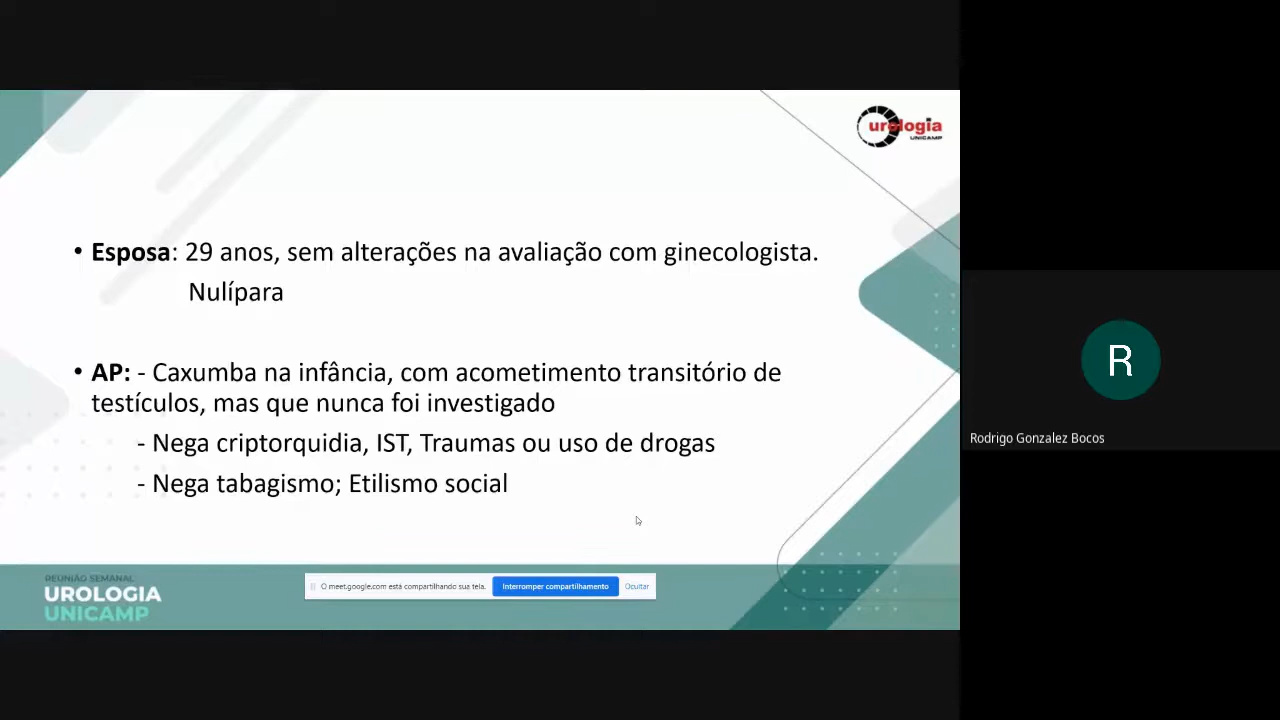 urologia
UNICAMP
• Esposa: 29 anos, sem alterações na avaliação com ginecologista.
Nulípara
• AP: - Caxumba na infância, com acometimento transitório de
testículos, mas que nunca foi investigado
- Nega criptorquidia, IST, Traumas ou uso de drogas
- Nega tabagismo; Etilismo social
REUNIÃO SEMANAL
UROLOGIA
UNICAMP
O meet.google.com está compartilhando sua tela.
Interromper compartilhamento
Ocultar
R
Rodrigo Gonzalez Bocos